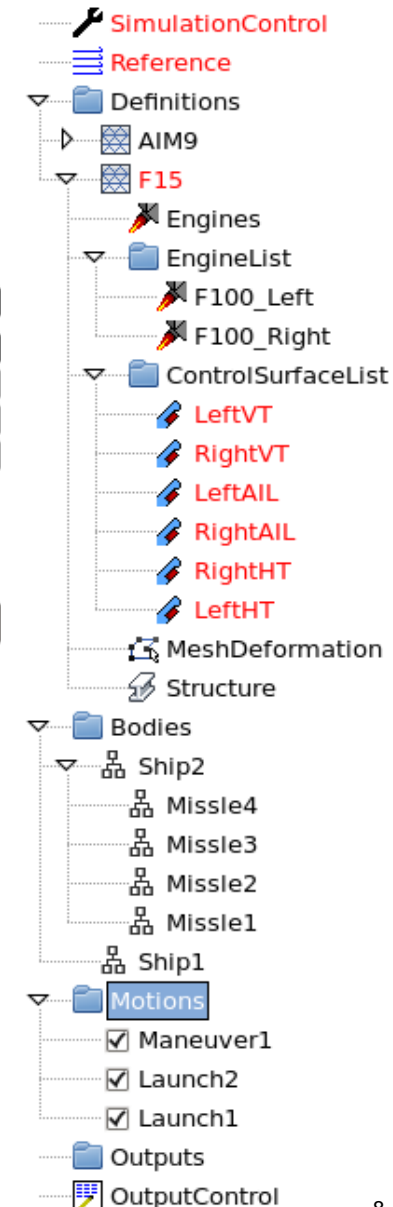 SimulationControl
Reference
Definitions
AIM9
F15
Engines
EngineList
F100_Left
F100_Right
ControlSurfaceList
LeftVT
RightVT
LeftAIL
RightAIL
RightHT
LeftHT
MeshDeformation
Structure
Bodies
Ship2
Missle4
Missle3
Missle2
Missle1
Ship1
Motions
Maneuver1
Launch2
Launch1
Outputs
OutputControl